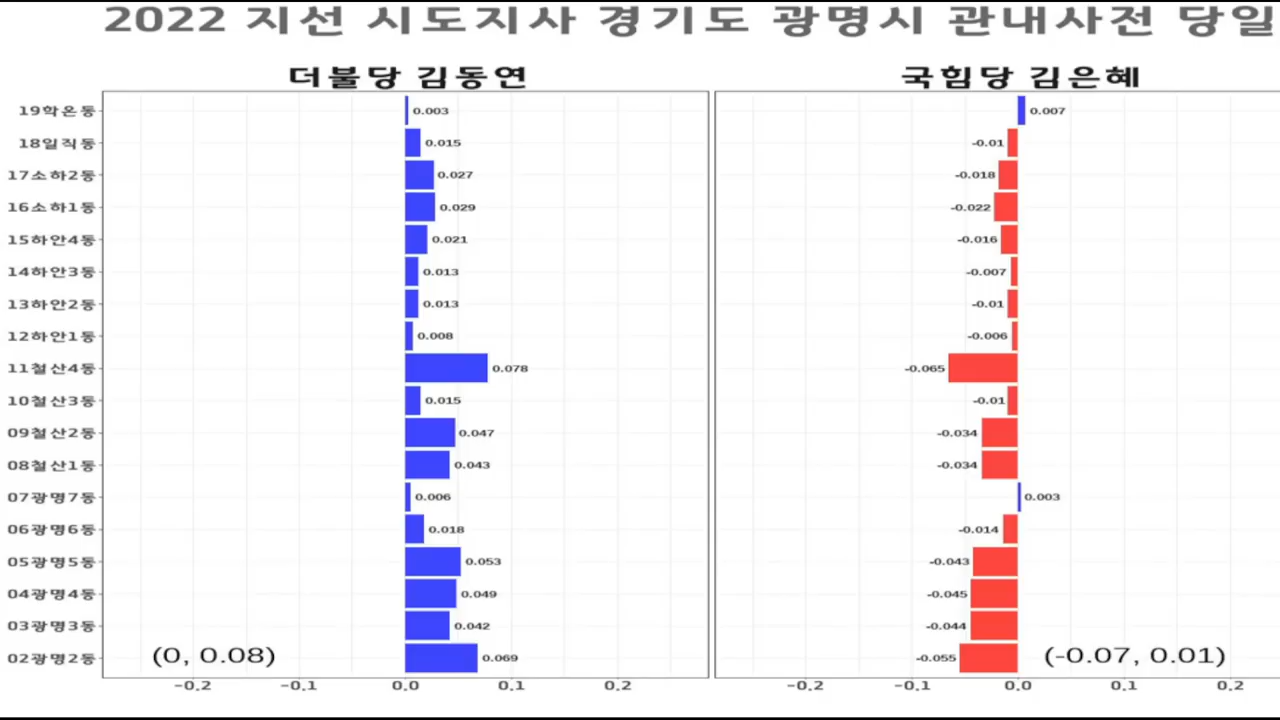 2022 지선 시도지사 경기도 광명시 관내사전 당일
더불당 김동연 국힘당 김은혜
19학온동 0.003 0.007
18일직동 0.015 -0.01
17소하2동 0.027 -0.018
16소하1동 0.029 -0.022
15하안4동 0.021 -0.016
14하안3동 0.013 -0.007
13하안2동 0.013 -0.01
12하안1동 0.008 -0.006
11철산4동 0.078 -0.065
10철산3동 0.015 -0.01
09철산2동 0.047 -0.034
08철산1동 0.043 -0.034
07광명7동 0.006 0.003
06광명6동 0.018 -0.014
05광명5동 0.053 -0.043
04광명4동 0.049 -0.045
03광명3동 0.042 -0.044
02광명2동 (0, 0.08) 0.069 -0.055 (-0.07, 0.01)
-0.2 -0.1 0.0 0.1 0.2 -0.2 -0.1 0.0 0.1 0.2